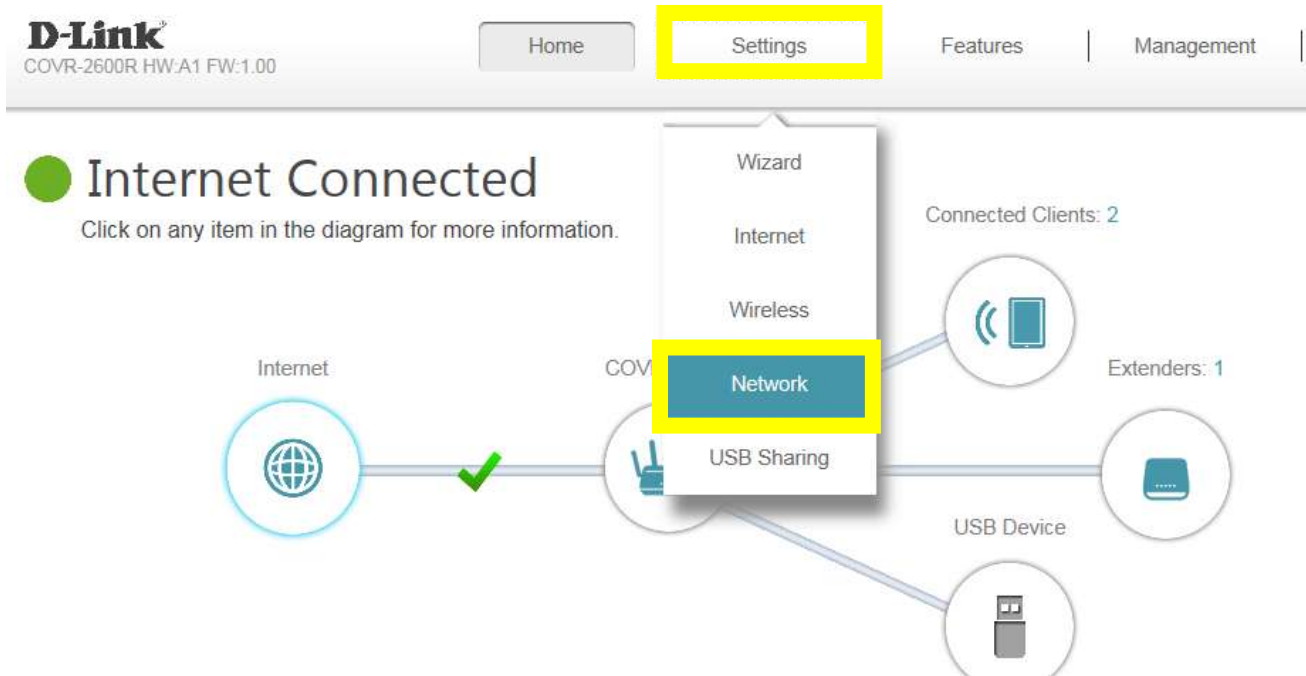 D-Link
COVR-2600R HW:A1 FW:1.00
Home
Settings
Features
Management
Internet Connected
Click on any item in the diagram for more information.
Wizard
Internet
Wireless
Network
USB Sharing
Connected Clients: 2
Internet
Extenders: 1
USB Device